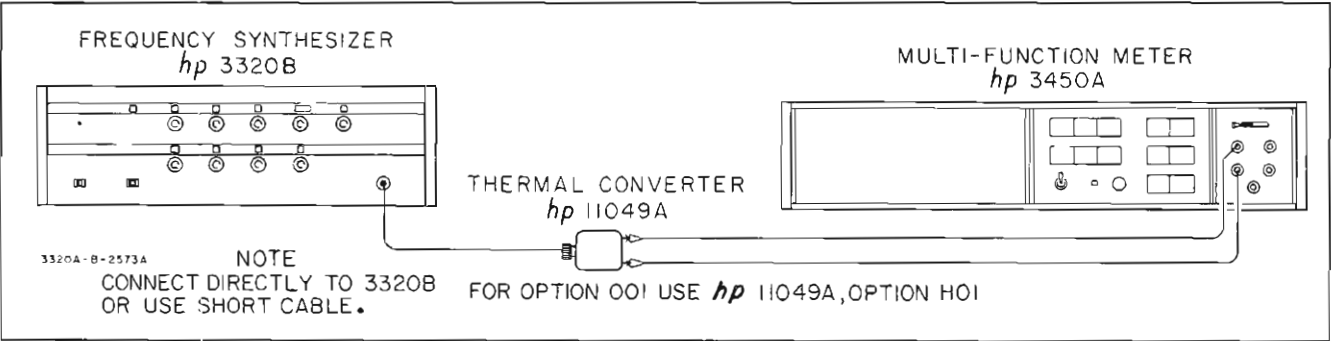 FREQUENCY SYNTHESIZER
hp 3320B
MULTI-FUNCTION METER
hp 3450A
THERMAL CONVERTER
hp 11049A
3320A-B-2573A
NOTE
CONNECT DIRECTLY TO 3320B
OR USE SHORT CABLE.
FOR OPTION 001 USE hp 11049A, OPTION H01